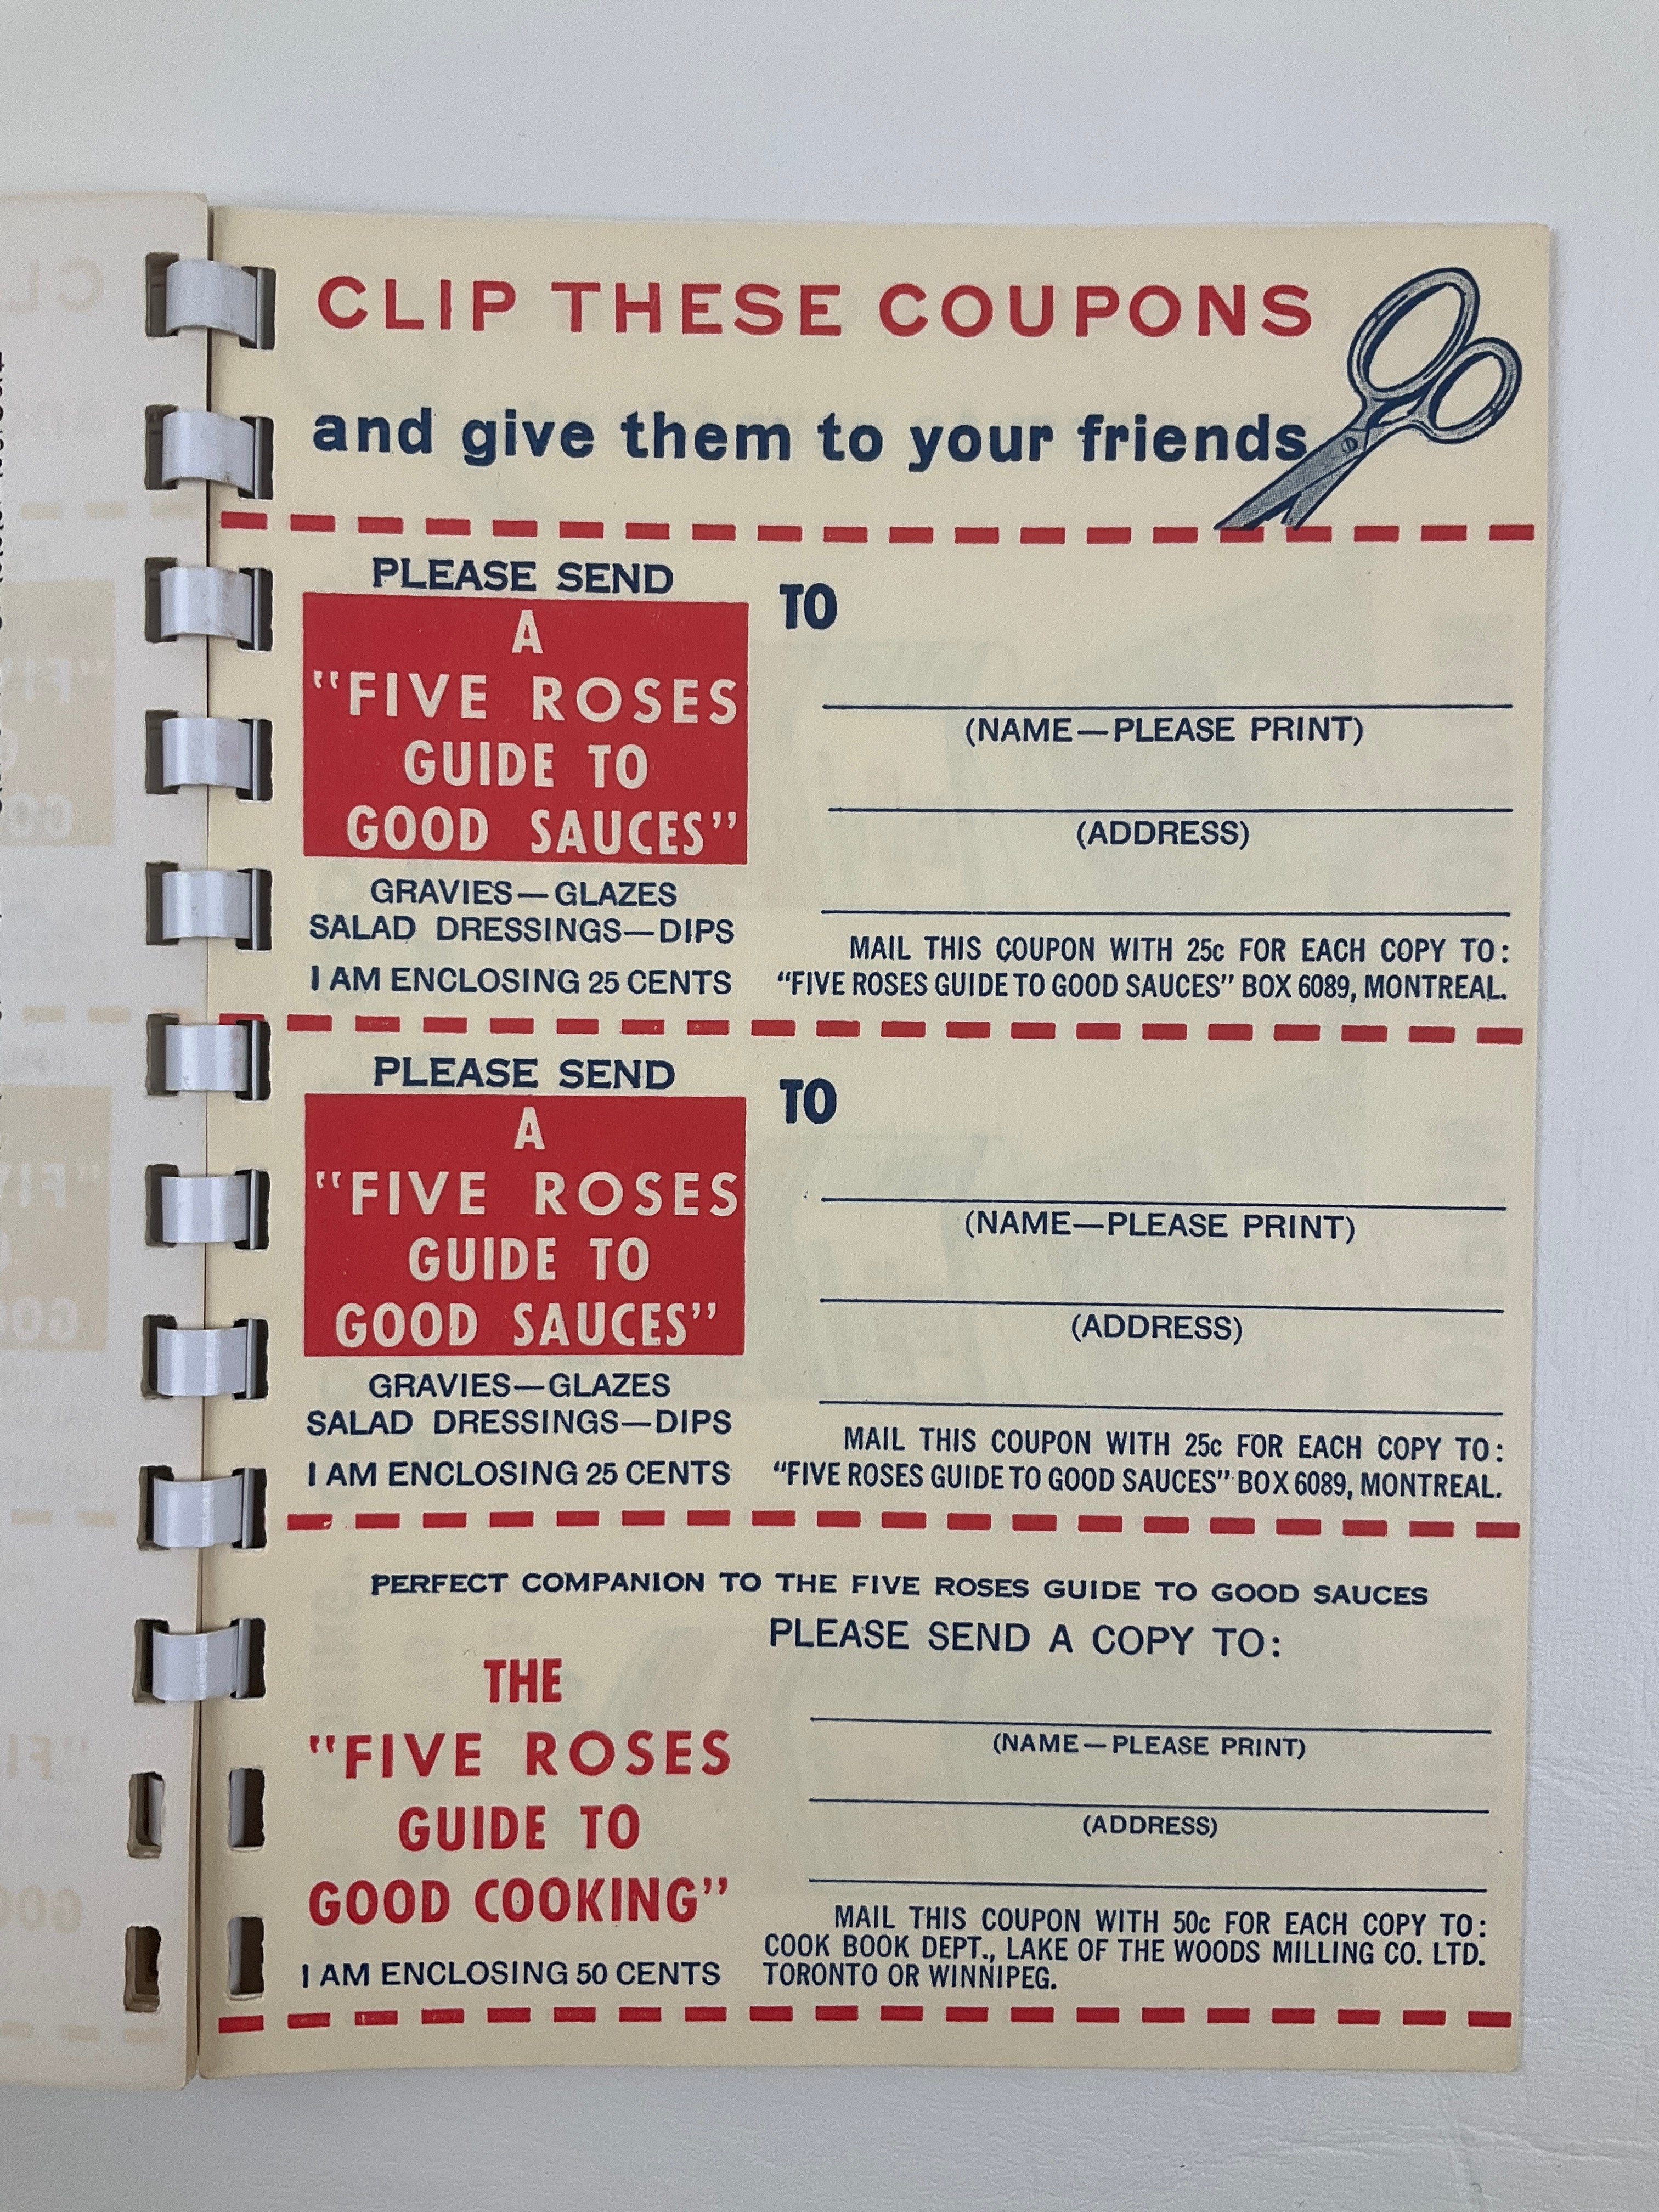 CLIP THESE COUPONS
and give them to your friends
PLEASE SEND
A
"FIVE ROSES
GUIDE TO
GOOD SAUCES"
GRAVIES—GLAZES
SALAD DRESSINGS—DIPS
I AM ENCLOSING 25 CENTS
TO
(NAME—PLEASE PRINT)
(ADDRESS)
MAIL THIS COUPON WITH 25c FOR EACH COPY TO:
"FIVE ROSES GUIDE TO GOOD SAUCES" BOX 6089, MONTREAL.
PLEASE SEND
A
"FIVE ROSES
GUIDE TO
GOOD SAUCES"
GRAVIES—GLAZES
SALAD DRESSINGS—DIPS
I AM ENCLOSING 25 CENTS
TO
(NAME—PLEASE PRINT)
(ADDRESS)
MAIL THIS COUPON WITH 25c FOR EACH COPY TO:
"FIVE ROSES GUIDE TO GOOD SAUCES" BOX 6089, MONTREAL.
PERFECT COMPANION TO THE FIVE ROSES GUIDE TO GOOD SAUCES
THE
"FIVE ROSES
GUIDE TO
GOOD COOKING"
I AM ENCLOSING 50 CENTS
PLEASE SEND A COPY TO:
(NAME—PLEASE PRINT)
(ADDRESS)
MAIL THIS COUPON WITH 50c FOR EACH COPY TO:
COOK BOOK DEPT., LAKE OF THE WOODS MILLING CO. LTD.
TORONTO OR WINNIPEG.